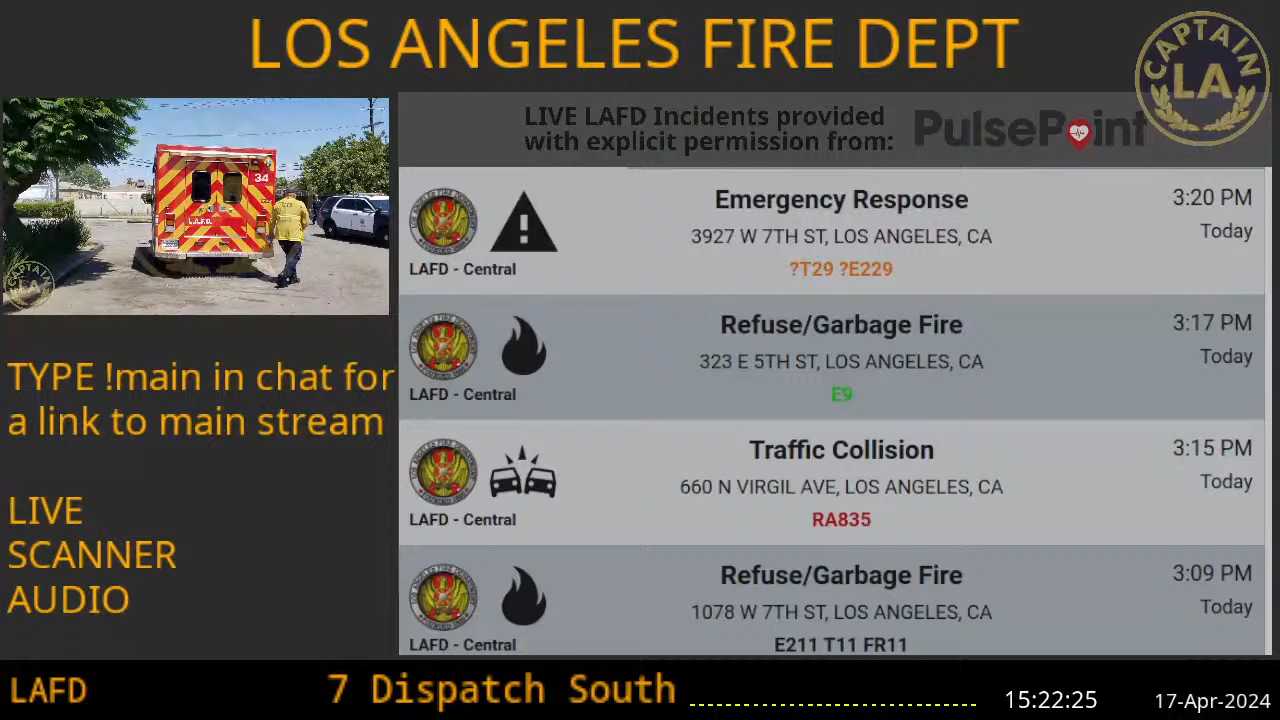 LOS ANGELES FIRE DEPT
CAPTAIN
LA
LIVE LAFD Incidents provided
with explicit permission from:
PulsePoint
34
L.A.F.D.
CAPTAIN
LA
TYPE !main in chat for
a link to main stream
LIVE
SCANNER
AUDIO
Emergency Response
3:20 PM
3927 W 7TH ST, LOS ANGELES, CA
Today
LAFD - Central
?T29 ?E229
Refuse/Garbage Fire
3:17 PM
323 E 5TH ST, LOS ANGELES, CA
Today
LAFD - Central
E9
Traffic Collision
3:15 PM
660 N VIRGIL AVE, LOS ANGELES, CA
Today
LAFD - Central
RA835
Refuse/Garbage Fire
3:09 PM
1078 W 7TH ST, LOS ANGELES, CA
Today
LAFD - Central
E211 T11 FR11
LAFD
7 Dispatch South
15:22:25
17-Apr-2024